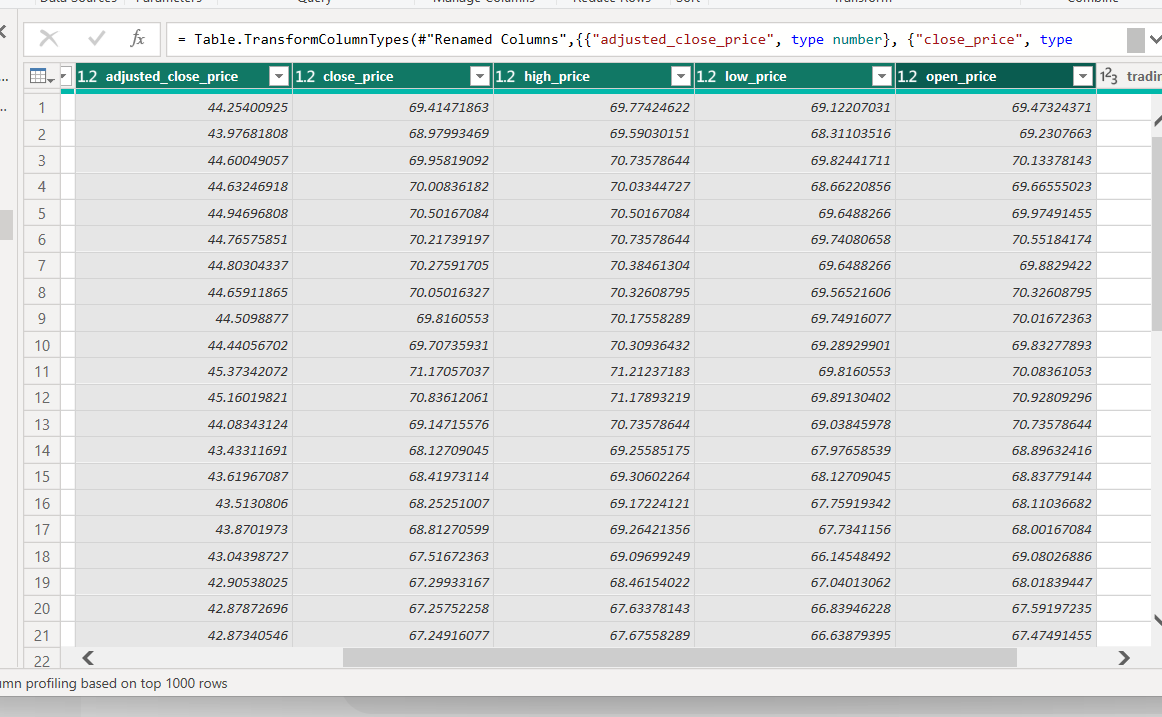 Data Sources Parameters Query Manage Columns Reduce Rows Sort Transform Combine
fx = Table.TransformColumnTypes(#"Renamed Columns",{{"adjusted_close_price", type number}, {"close_price", type
1.2 adjusted_close_price 1.2 close_price 1.2 high_price 1.2 low_price 1.2 open_price 123
1 44.25400925 69.41471863 69.77424622 69.12207031 69.47324371
2 43.97681808 68.97993469 69.59030151 68.31103516 69.2307663
3 44.60049057 69.95819092 70.73578644 69.82441711 70.13378143
4 44.63246918 70.00836182 70.03344727 68.66220856 69.66555023
5 44.94696808 70.50167084 70.50167084 69.6488266 69.97491455
6 44.76575851 70.21739197 70.73578644 69.74080658 70.55184174
7 44.80304337 70.27591705 70.38461304 69.6488266 69.8829422
8 44.65911865 70.05016327 70.32608795 69.56521606 70.32608795
9 44.5098877 69.8160553 70.17558289 69.74916077 70.01672363
10 44.44056702 69.70735931 70.30936432 69.28929901 69.83277893
11 45.37342072 71.17057037 71.21237183 69.8160553 70.08361053
12 45.16019821 70.83612061 71.17893219 69.89130402 70.92809296
13 44.08343124 69.14715576 70.73578644 69.03845978 70.73578644
14 43.43311691 68.12709045 69.25585175 67.97658539 68.89632416
15 43.61967087 68.41973114 69.30602264 68.12709045 68.83779144
16 43.5130806 68.25251007 69.17224121 67.75919342 68.11036682
17 43.8701973 68.81270599 69.26421356 67.7341156 68.00167084
18 43.04398727 67.51672363 69.09699249 66.14548492 69.08026886
19 42.90538025 67.29933167 68.46154022 67.04013062 68.01839447
20 42.87872696 67.25752258 67.63378143 66.83946228 67.59197235
21 42.87340546 67.24916077 67.67558289 66.63879395 67.47491455
22
profiling based on top 1000 rows